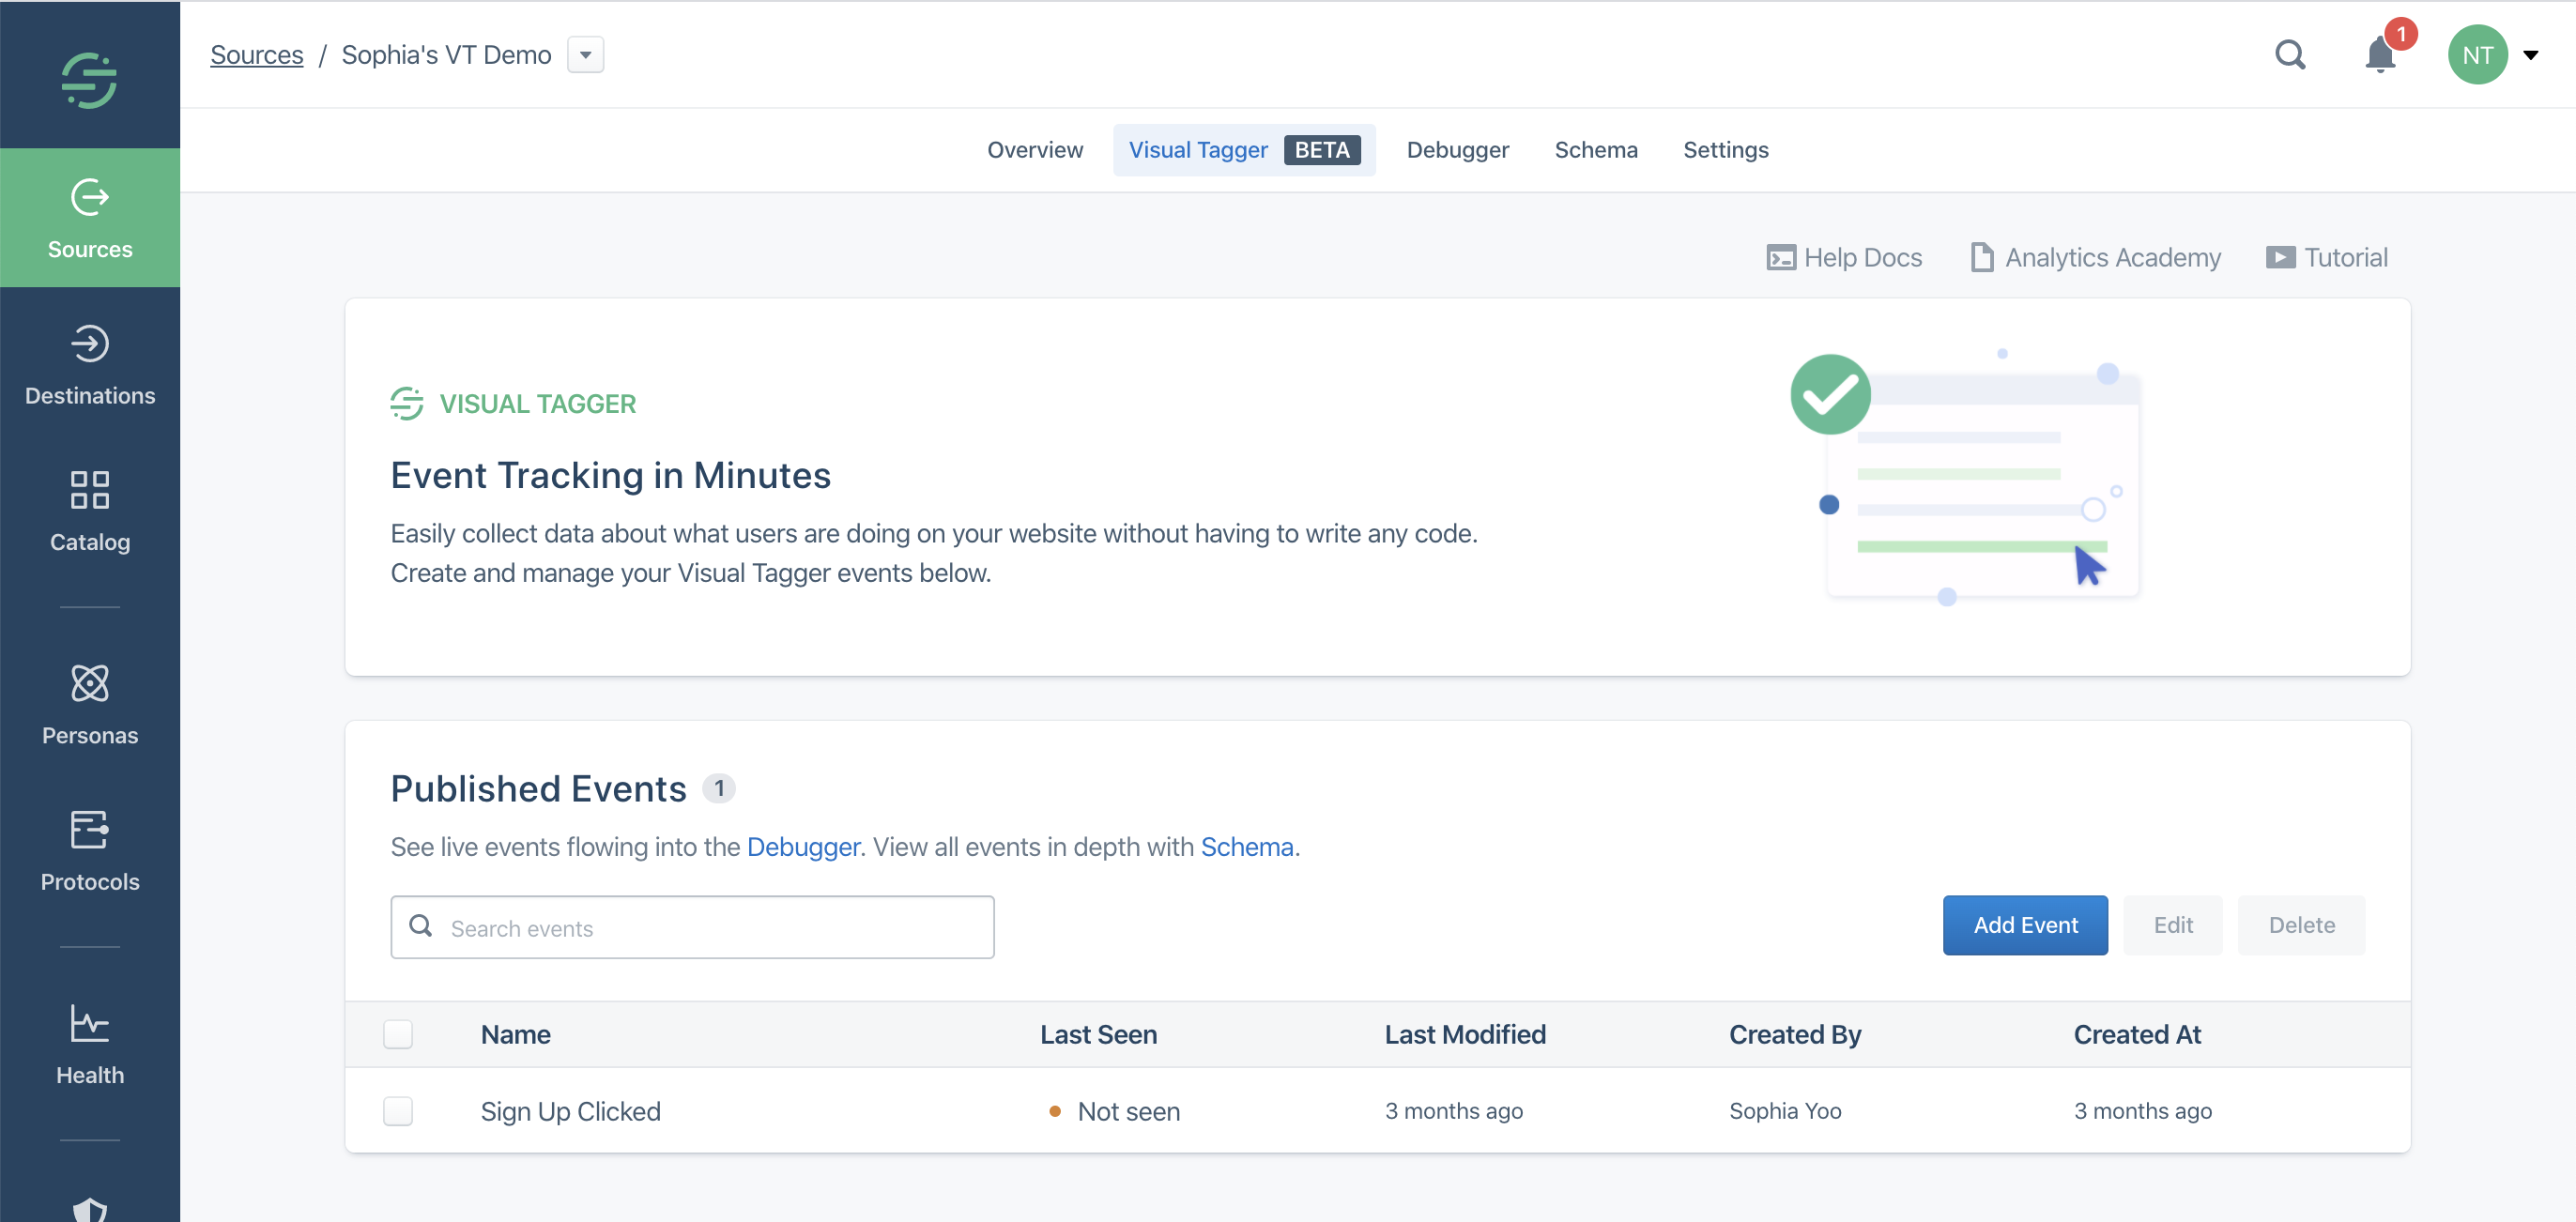 Sources / Sophia's VT Demo
1
NT
Overview Visual Tagger BETA Debugger Schema Settings
Sources
Destinations
Catalog
Personas
Protocols
Health
Help Docs Analytics Academy Tutorial
VISUAL TAGGER
Event Tracking in Minutes
Easily collect data about what users are doing on your website without having to write any code.
Create and manage your Visual Tagger events below.
Published Events 1
See live events flowing into the Debugger. View all events in depth with Schema.
Search events
Add Event Edit Delete
Name Last Seen Last Modified Created By Created At
Sign Up Clicked Not seen 3 months ago Sophia Yoo 3 months ago